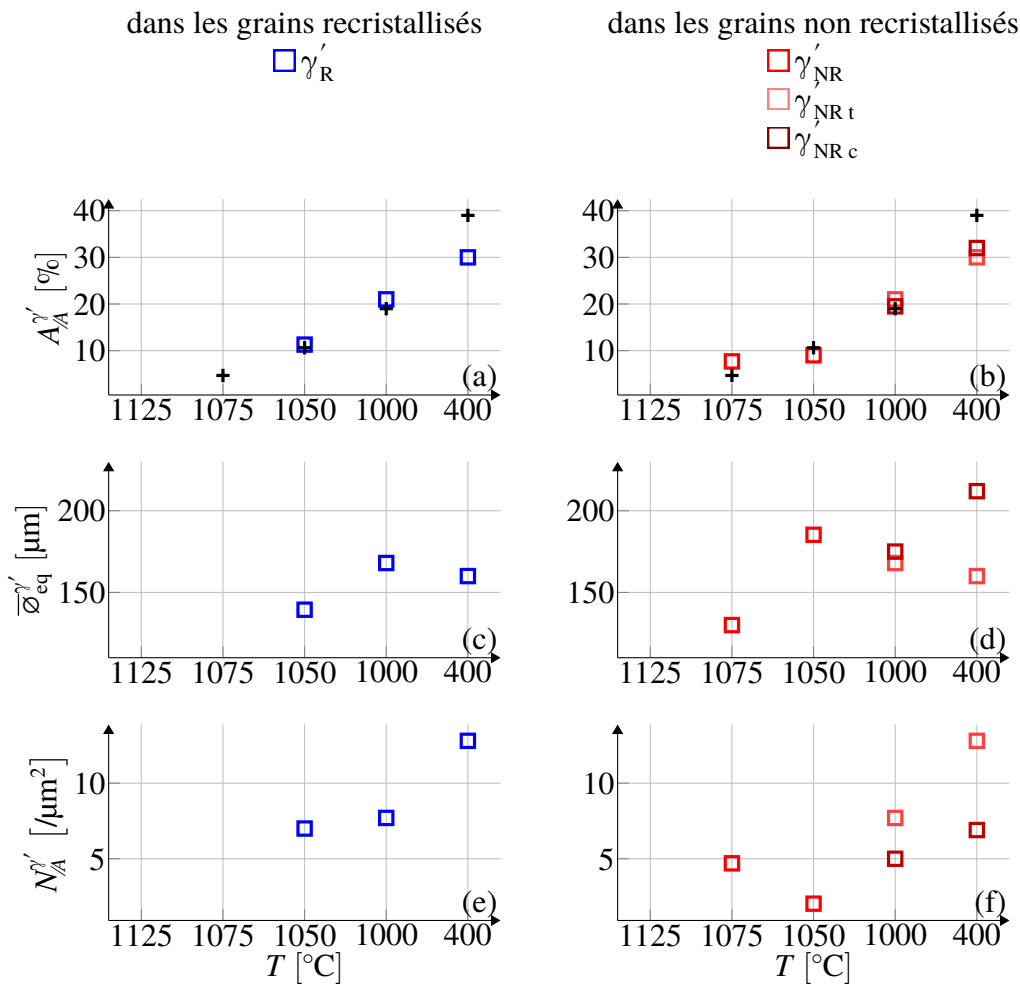 dans les grains recristallisés
γ′R
dans les grains non recristallisés
γ′NR
γ′NR t
γ′NR c
Aᵧ′/A [%]
40
30
20
10
(a)
1125 1075 1050 1000 400
40
30
20
10
(b)
1125 1075 1050 1000 400
∅̅ᵧ′eq [µm]
200
150
(c)
1125 1075 1050 1000 400
200
150
(d)
1125 1075 1050 1000 400
Nᵧ′/A [/µm²]
10
5
(e)
1125 1075 1050 1000 400
T [°C]
10
5
(f)
1125 1075 1050 1000 400
T [°C]